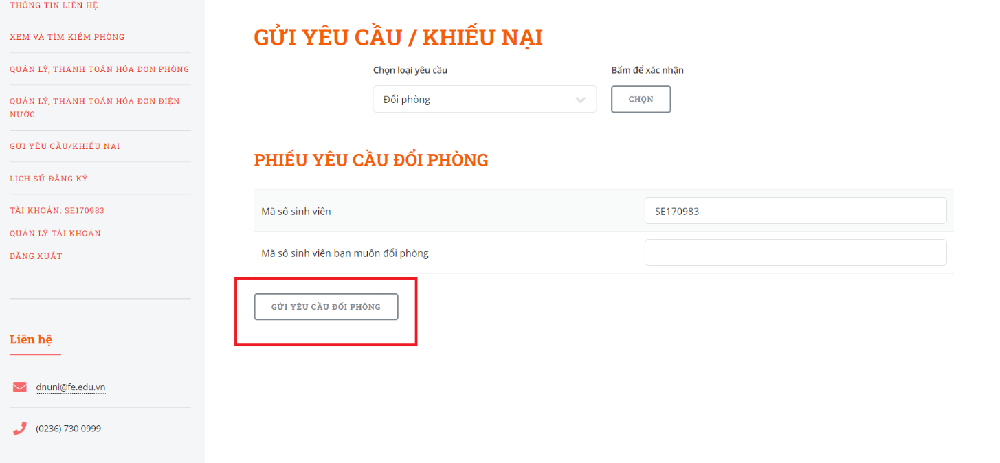 THÔNG TIN LIÊN HỆ
XEM VÀ TÌM KIẾM PHÒNG
QUẢN LÝ, THANH TOÁN HÓA ĐƠN PHÒNG
QUẢN LÝ, THANH TOÁN HÓA ĐƠN ĐIỆN
NƯỚC
GỬI YÊU CẦU/KHIẾU NẠI
LỊCH SỬ ĐĂNG KÝ
TÀI KHOẢN: SE170983
QUẢN LÝ TÀI KHOẢN
ĐĂNG XUẤT
Liên hệ
dnuni@fe.edu.vn
(0236) 730 0999
GỬI YÊU CẦU / KHIẾU NẠI
Chọn loại yêu cầu
Bấm để xác nhận
Đổi phòng
CHỌN
PHIẾU YÊU CẦU ĐỔI PHÒNG
Mã số sinh viên
SE170983
Mã số sinh viên bạn muốn đổi phòng
GỬI YÊU CẦU ĐỔI PHÒNG